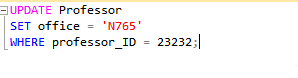 UPDATE Professor
SET office = 'N765'
WHERE professor_ID = 23232;